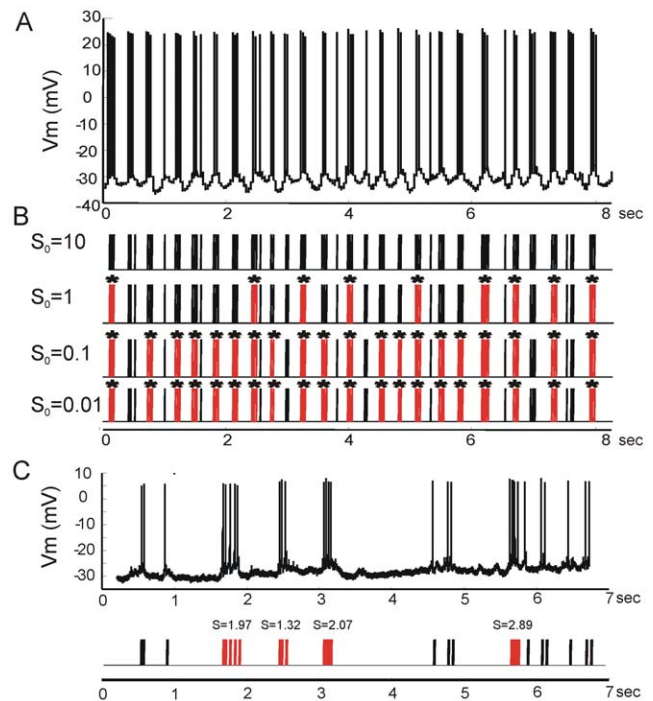 A
Vm (mV)
30
20
10
0
-10
-20
-30
-40
0 2 4 6 8 sec
B
S₀=10
S₀=1
* * * * * * * * *
S₀=0.1
* * * * * * * * * * * * * * * * *
S₀=0.01
* * * * * * * * * * * * * * * * *
0 2 4 6 8 sec
C
Vm (mV)
10
0
-10
-20
-30
0 1 2 3 4 5 6 7 sec
S=1.97 S=1.32 S=2.07 S=2.89
0 1 2 3 4 5 6 7 sec